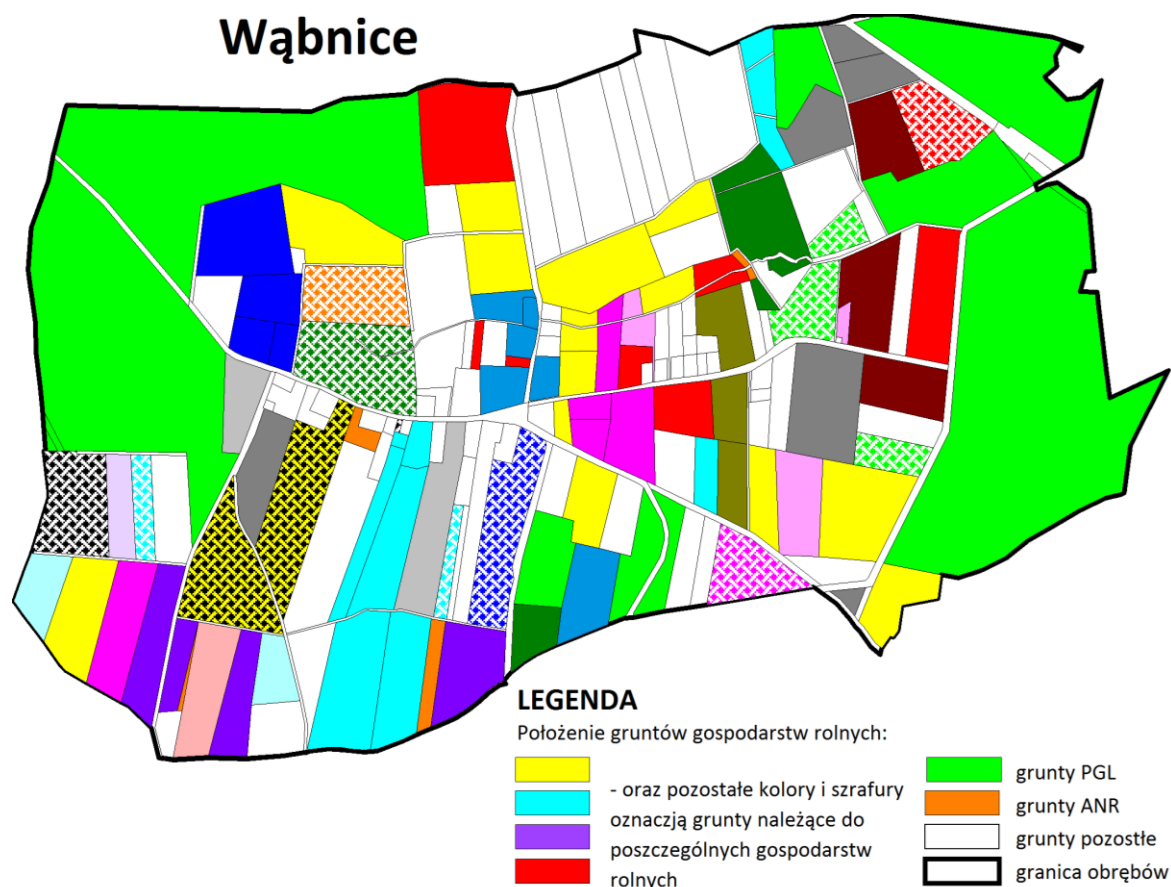 Wąbnice
LEGENDA
Położenie gruntów gospodarstw rolnych:
- oraz pozostałe kolory i szrafury
oznaczją grunty należące do
poszczególnych gospodarstw
rolnych
grunty PGL
grunty ANR
grunty pozostłe
granica obrębów